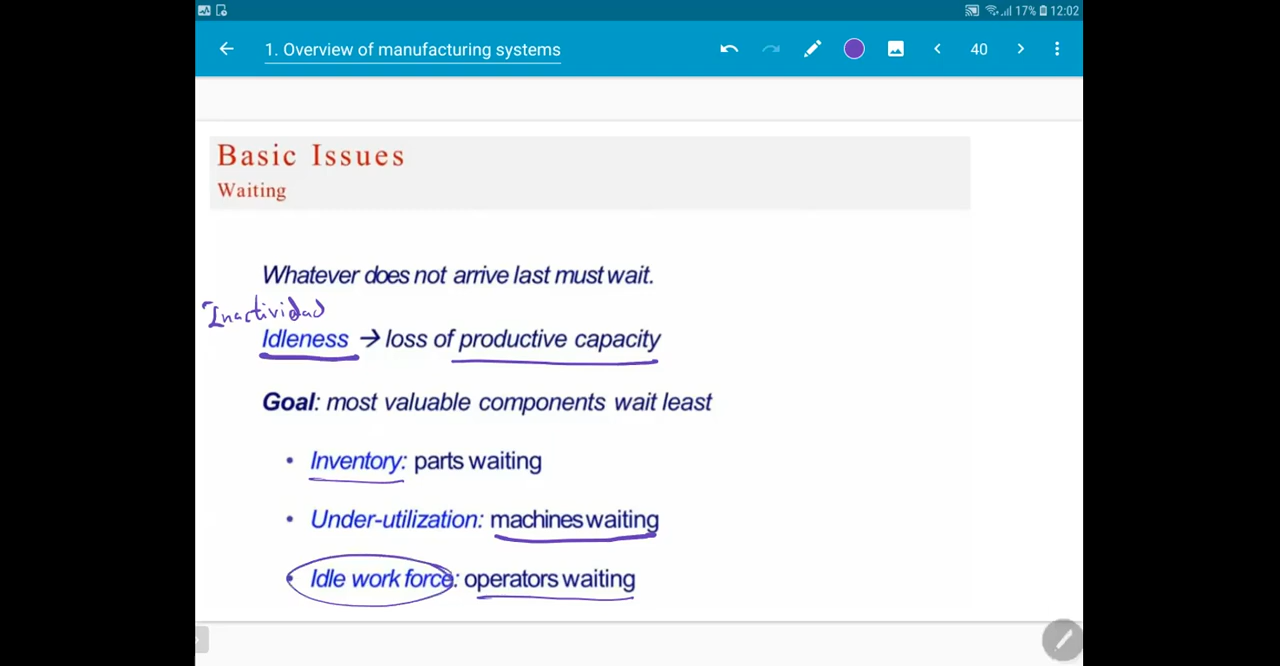 17% 12:02
1. Overview of manufacturing systems
40
Basic Issues
Waiting
Whatever does not arrive last must wait.
Inactividad
Idleness → loss of productive capacity
Goal: most valuable components wait least
• Inventory: parts waiting
• Under-utilization: machines waiting
• Idle work force: operators waiting